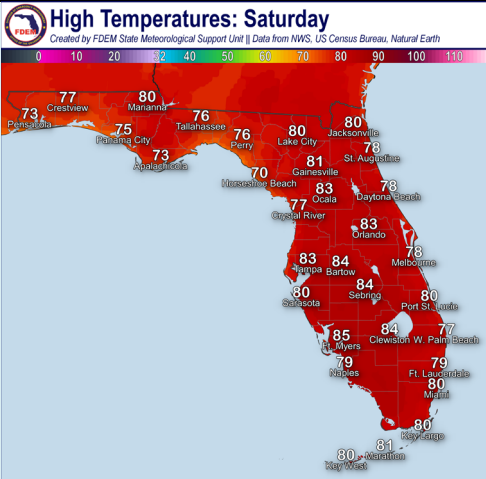 High Temperatures: Saturday
Created by FDEM State Meteorological Support Unit || Data from NWS, US Census Bureau, Natural Earth
FDEM
0 10 20 32 40 50 60 70 80 90 100 110
77
Crestview
80
Marianna
73
Pensacola
75
Panama City
76
Tallahassee
73
Apalachicola
76
Perry
80
Lake City
80
Jacksonville
78
St. Augustine
70
Horseshoe Beach
81
Gainesville
83
Ocala
78
Daytona Beach
77
Crystal River
83
Orlando
78
Melbourne
83
Tampa
84
Bartow
84
Sebring
80
Sarasota
80
Port St. Lucie
85
Ft. Myers
84
Clewiston
77
W. Palm Beach
79
Naples
79
Ft. Lauderdale
80
Miami
80
Key Largo
81
Marathon
80
Key West